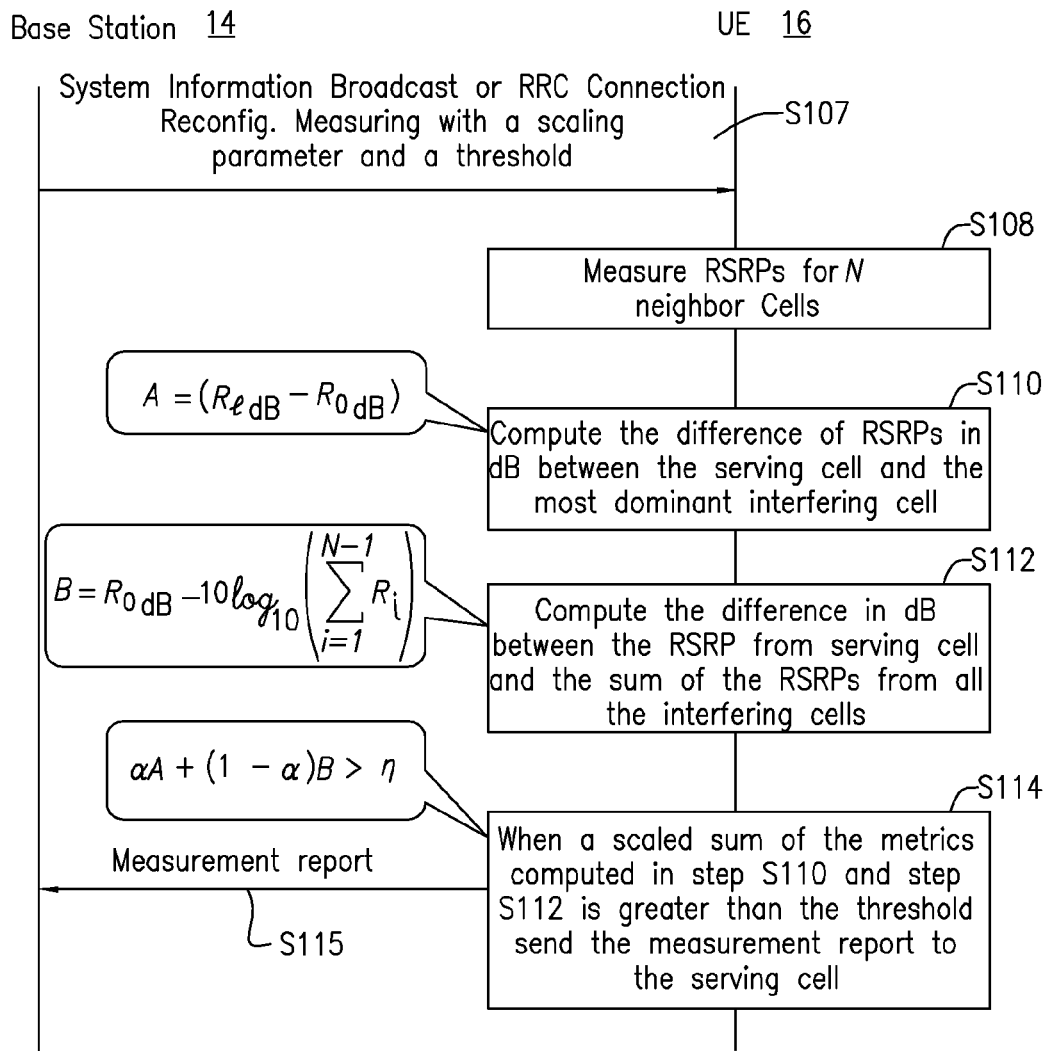 Base Station 14
UE 16
System Information Broadcast or RRC Connection
Reconfig. Measuring with a scaling
parameter and a threshold
S107
S108
Measure RSRPs for N
neighbor Cells
A = (Rℓ dB − R0 dB)
S110
Compute the difference of RSRPs in
dB between the serving cell and the
most dominant interfering cell
B = R0 dB − 10 log10 (∑ i=1 N−1 Ri)
S112
Compute the difference in dB
between the RSRP from serving cell
and the sum of the RSRPs from all
the interfering cells
αA + (1 − α)B > η
S114
When a scaled sum of the metrics
computed in step S110 and step
S112 is greater than the threshold
send the measurement report to
the serving cell
Measurement report
S115